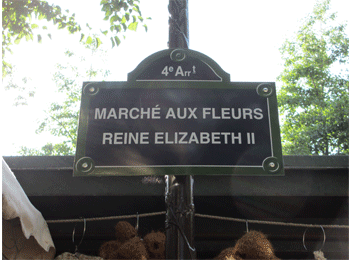 4e Arrt
MARCHÉ AUX FLEURS
REINE ELIZABETH II